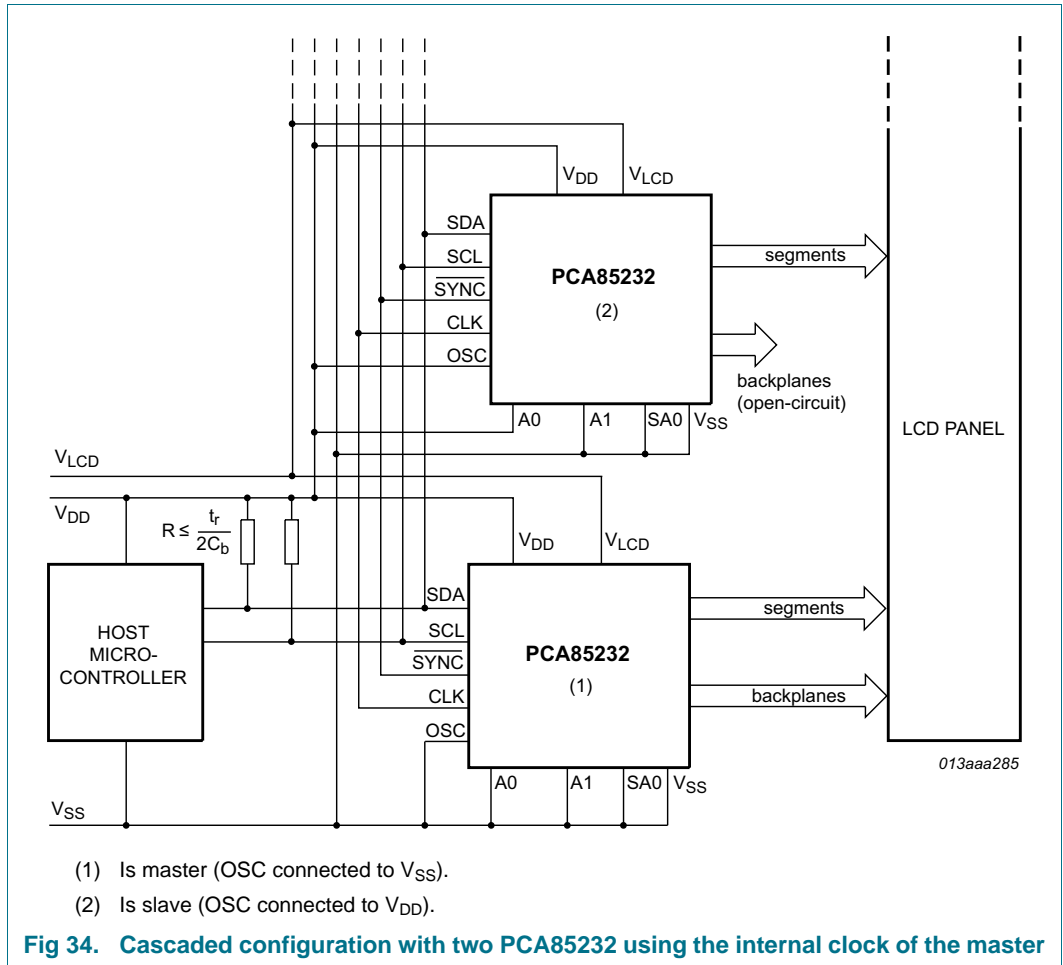 VDD
VLCD
SDA
SCL
SYNC
CLK
OSC
PCA85232
(2)
segments
backplanes
(open-circuit)
A0
A1
SA0
VSS
LCD PANEL
VLCD
VDD
R ≤ tr
2Cb
VDD
VLCD
HOST
MICRO-
CONTROLLER
SDA
SCL
SYNC
CLK
OSC
PCA85232
(1)
segments
backplanes
A0
A1
SA0
VSS
013aaa285
VSS
(1) Is master (OSC connected to VSS).
(2) Is slave (OSC connected to VDD).
Fig 34. Cascaded configuration with two PCA85232 using the internal clock of the master